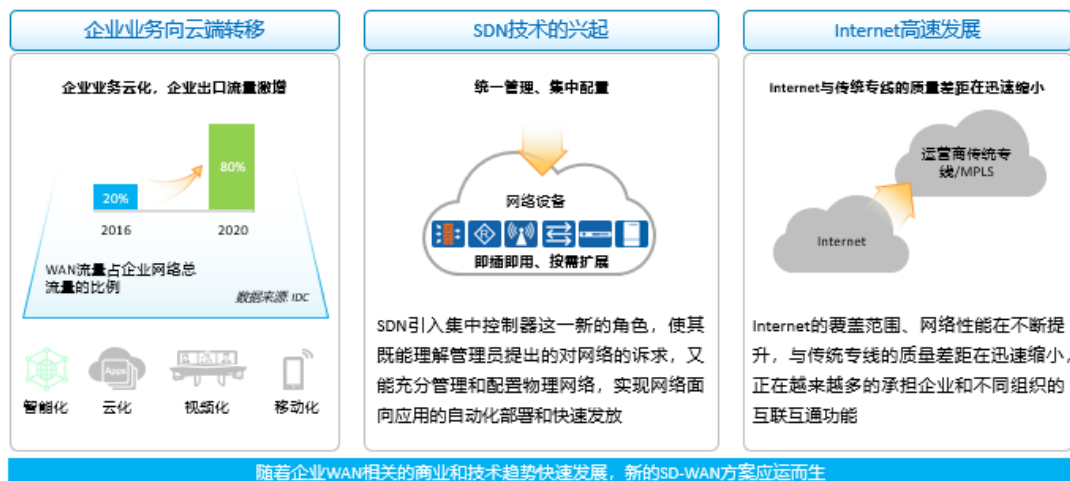 企业业务向云端转移
企业业务云化，企业出口流量激增
80%
20%
2016
2020
WAN流量占企业网络总
流量的比例
数据来源: IDC
Apps
智能化
云化
视频化
移动化
SDN技术的兴起
统一管理、集中配置
网络设备
即插即用、按需扩展
SDN引入集中控制器这一新的角色，使其
既能理解管理员提出的对网络的诉求，又
能充分管理和配置物理网络，实现网络面
向应用的自动化部署和快速发放
Internet高速发展
Internet与传统专线的质量差距在迅速缩小
运营商传统专
线/MPLS
Internet
Internet的覆盖范围、网络性能在不断提
升，与传统专线的质量差距在迅速缩小，
正在越来越多的承担企业和不同组织的
互联互通功能
随着企业WAN相关的商业和技术趋势快速发展，新的SD-WAN方案应运而生